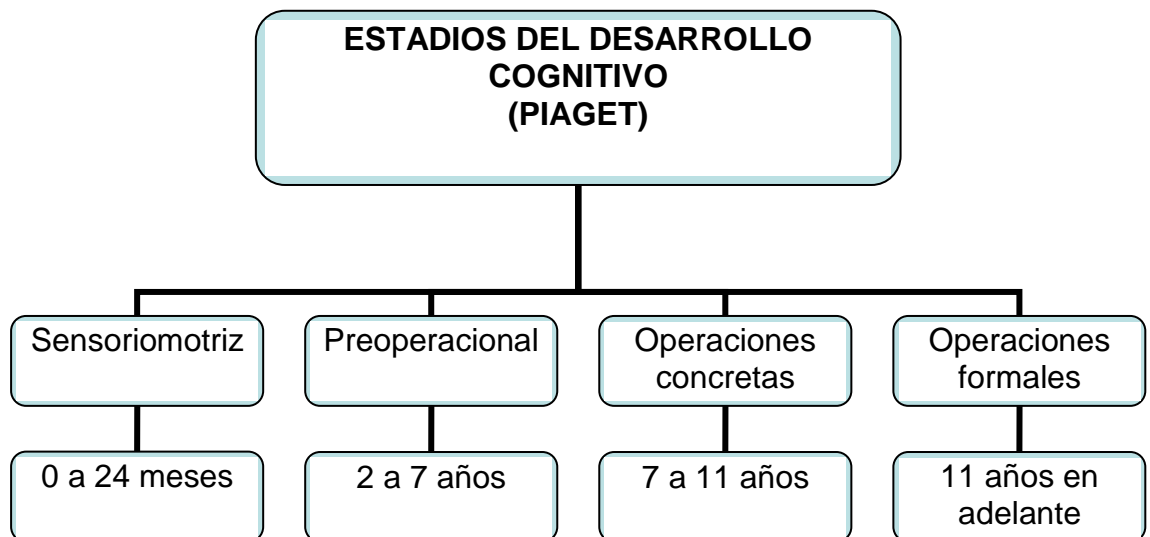 ESTADIOS DEL DESARROLLO
COGNITIVO
(PIAGET)
Sensoriomotriz
Preoperacional
Operaciones
concretas
Operaciones
formales
0 a 24 meses
2 a 7 años
7 a 11 años
11 años en
adelante